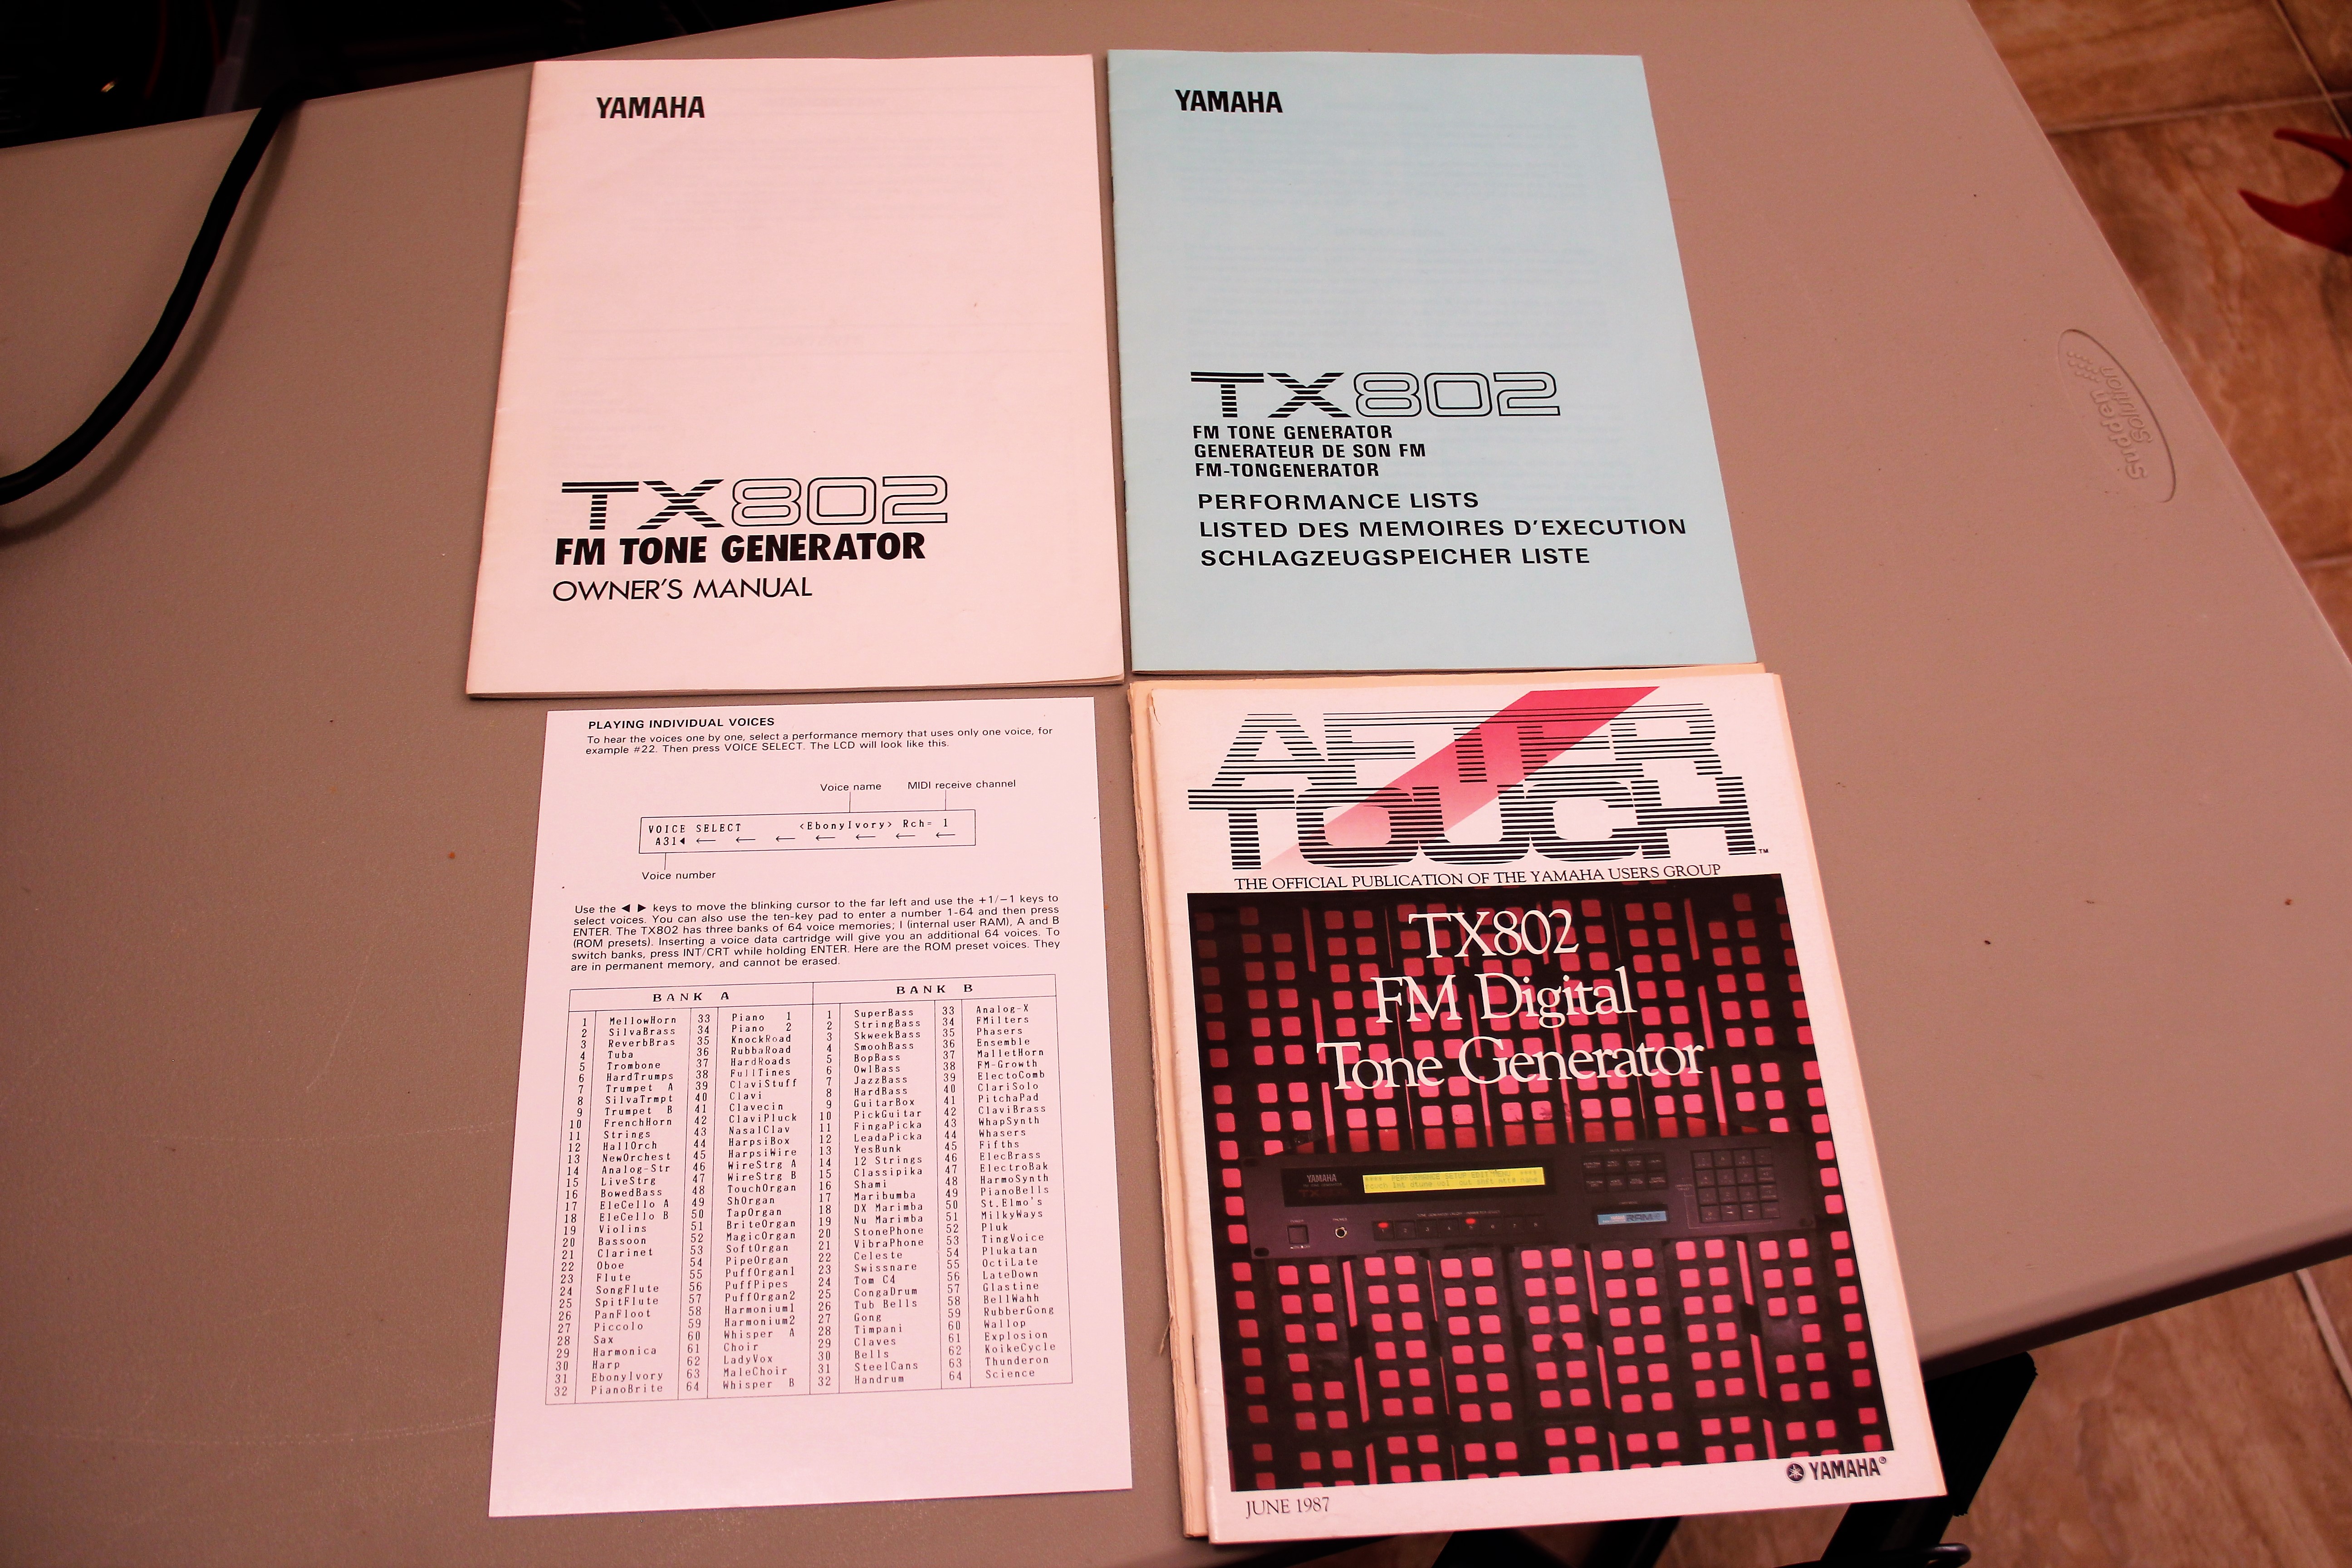 YAMAHA
TX802
FM TONE GENERATOR
OWNER'S MANUAL
YAMAHA
TX802
FM TONE GENERATOR
GENERATEUR DE SON FM
FM-TONGENERATOR
PERFORMANCE LISTS
LISTED DES MEMOIRES D'EXECUTION
SCHLAGZEUGSPEICHER LISTE
Sudden
Solution
PLAYING INDIVIDUAL VOICES
To hear the voices one by one, select a performance memory that uses only one voice, for
example #22. Then press VOICE SELECT. The LCD will look like this.
Voice name MIDI receive channel
VOICE SELECT <EbonyIvory> Rch= 1
A31◀ ← ← ← ← ← ← ←
Voice number
Use the ◀ ▶ keys to move the blinking cursor to the far left and use the +1/−1 keys to
select voices. You can also use the ten-key pad to enter a number 1-64 and then press
ENTER. The TX802 has three banks of 64 voice memories; I (internal user RAM), A and B
(ROM presets). Inserting a voice data cartridge will give you an additional 64 voices. To
switch banks, press INT/CRT while holding ENTER. Here are the ROM preset voices. They
are in permanent memory, and cannot be erased.
BANK A BANK B
1 MellowHorn 33 Piano 1 1 SuperBass 33 Analog-X
2 SilvaBrass 34 Piano 2 2 StringBass 34 FMilters
3 ReverbBras 35 KnockRoad 3 SkweekBass 35 Phasers
4 Tuba 36 RubbaRoad 4 SmoohBass 36 Ensemble
5 Trombone 37 HardRoads 5 BopBass 37 MalletHorn
6 HardTrumps 38 FullTines 6 OwlBass 38 FM-Growth
7 Trumpet A 39 ClaviStuff 7 JazzBass 39 ElectoComb
8 SilvaTrmpt 40 Clavi 8 HardBass 40 ClariSolo
9 Trumpet B 41 Clavecin 9 GuitarBox 41 PitchaPad
10 FrenchHorn 42 ClaviPluck 10 PickGuitar 42 ClaviBrass
11 Strings 43 NasalClav 11 FingaPicka 43 WhapSynth
12 HallOrch 44 HarpsiBox 12 LeadaPicka 44 Whasers
13 NewOrchest 45 HarpsiWire 13 YesBunk 45 Fifths
14 Analog-Str 46 WireStrg A 14 12 Strings 46 ElecBrass
15 LiveStrg 47 WireStrg B 15 Classipika 47 ElectroBak
16 BowedBass 48 TouchOrgan 16 Shami 48 HarmoSynth
17 EleCello A 49 ShOrgan 17 Maribumba 49 PianoBells
18 EleCello B 50 TapOrgan 18 DX Marimba 50 St.Elmo's
19 Violins 51 BriteOrgan 19 Nu Marimba 51 MilkyWays
20 Bassoon 52 MagicOrgan 20 StonePhone 52 Pluk
21 Clarinet 53 SoftOrgan 21 VibraPhone 53 TingVoice
22 Oboe 54 PipeOrgan 22 Celeste 54 Plukatan
23 Flute 55 PuffOrgan1 23 Swissnare 55 OctiLate
24 SongFlute 56 PuffPipes 24 Tom C4 56 LateDown
25 SpitFlute 57 PuffOrgan2 25 CongaDrum 57 Glastine
26 PanFloot 58 Harmonium1 26 Tub Bells 58 BellWahh
27 Piccolo 59 Harmonium2 27 Gong 59 RubberGong
28 Sax 60 Whisper A 28 Timpani 60 Wallop
29 Harmonica 61 Choir 29 Claves 61 Explosion
30 Harp 62 LadyVox 30 Bells 62 KoikeCycle
31 EbonyIvory 63 MaleChoir 31 SteelCans 63 Thunderon
32 PianoBrite 64 Whisper B 32 Handrum 64 Science
AFTER
TOUCH™
THE OFFICIAL PUBLICATION OF THE YAMAHA USERS GROUP
TX802
FM Digital
Tone Generator
YAMAHA
YAMAHA®
JUNE 1987